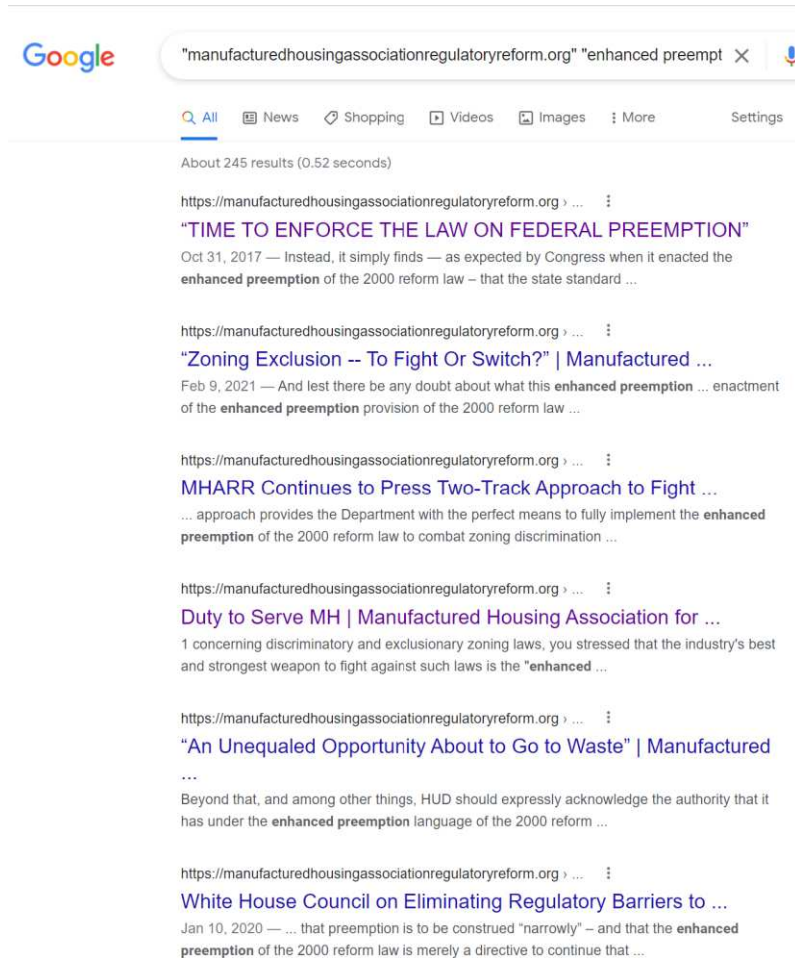 Google
"manufacturedhousingassociationregulatoryreform.org" "enhanced preempt
All News Shopping Videos Images More Settings
About 245 results (0.52 seconds)
https://manufacturedhousingassociationregulatoryreform.org › ...
“TIME TO ENFORCE THE LAW ON FEDERAL PREEMPTION”
Oct 31, 2017 — Instead, it simply finds — as expected by Congress when it enacted the
enhanced preemption of the 2000 reform law – that the state standard ...
https://manufacturedhousingassociationregulatoryreform.org › ...
“Zoning Exclusion -- To Fight Or Switch?” | Manufactured ...
Feb 9, 2021 — And lest there be any doubt about what this enhanced preemption ... enactment
of the enhanced preemption provision of the 2000 reform law ...
https://manufacturedhousingassociationregulatoryreform.org › ...
MHARR Continues to Press Two-Track Approach to Fight ...
... approach provides the Department with the perfect means to fully implement the enhanced
preemption of the 2000 reform law to combat zoning discrimination ...
https://manufacturedhousingassociationregulatoryreform.org › ...
Duty to Serve MH | Manufactured Housing Association for ...
1 concerning discriminatory and exclusionary zoning laws, you stressed that the industry's best
and strongest weapon to fight against such laws is the "enhanced ...
https://manufacturedhousingassociationregulatoryreform.org › ...
“An Unequaled Opportunity About to Go to Waste” | Manufactured
...
Beyond that, and among other things, HUD should expressly acknowledge the authority that it
has under the enhanced preemption language of the 2000 reform ...
https://manufacturedhousingassociationregulatoryreform.org › ...
White House Council on Eliminating Regulatory Barriers to ...
Jan 10, 2020 — ... that preemption is to be construed “narrowly” – and that the enhanced
preemption of the 2000 reform law is merely a directive to continue that ...